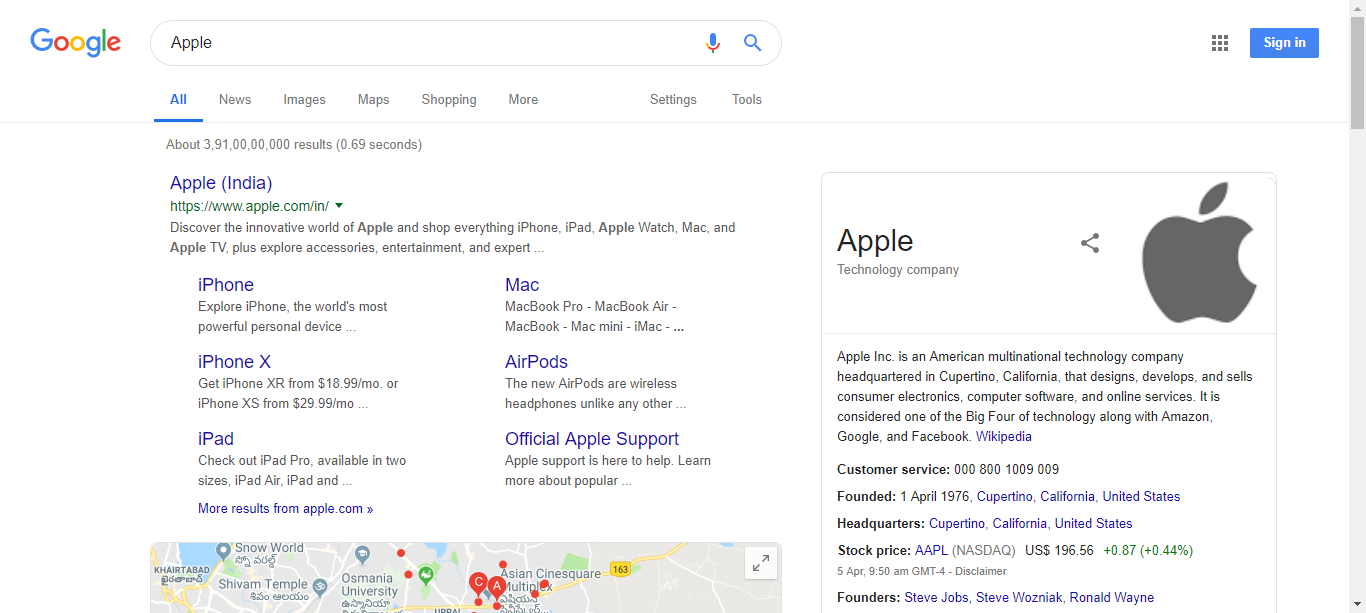 Google
Apple
Sign in
All News Images Maps Shopping More Settings Tools
About 3,91,00,00,000 results (0.69 seconds)
Apple (India)
https://www.apple.com/in/
Discover the innovative world of Apple and shop everything iPhone, iPad, Apple Watch, Mac, and
Apple TV, plus explore accessories, entertainment, and expert ...
iPhone
Explore iPhone, the world's most
powerful personal device ...
Mac
MacBook Pro - MacBook Air -
MacBook - Mac mini - iMac - ...
iPhone X
Get iPhone XR from $18.99/mo. or
iPhone XS from $29.99/mo ...
AirPods
The new AirPods are wireless
headphones unlike any other ...
iPad
Check out iPad Pro, available in two
sizes, iPad Air, iPad and ...
Official Apple Support
Apple support is here to help. Learn
more about popular ...
More results from apple.com »
Snow World
స్నో వరల్డ్
KHAIRTABAD
ఖైరతాబాద్
Shivam Temple
శివం ఆలయం
Osmania
University
ఉస్మానియా
UPPAL
C
A
Asian Cinesquare
Multiplex
163
Apple
Technology company
Apple Inc. is an American multinational technology company
headquartered in Cupertino, California, that designs, develops, and sells
consumer electronics, computer software, and online services. It is
considered one of the Big Four of technology along with Amazon,
Google, and Facebook. Wikipedia
Customer service: 000 800 1009 009
Founded: 1 April 1976, Cupertino, California, United States
Headquarters: Cupertino, California, United States
Stock price: AAPL (NASDAQ) US$ 196.56 +0.87 (+0.44%)
5 Apr, 9:50 am GMT-4 - Disclaimer
Founders: Steve Jobs, Steve Wozniak, Ronald Wayne